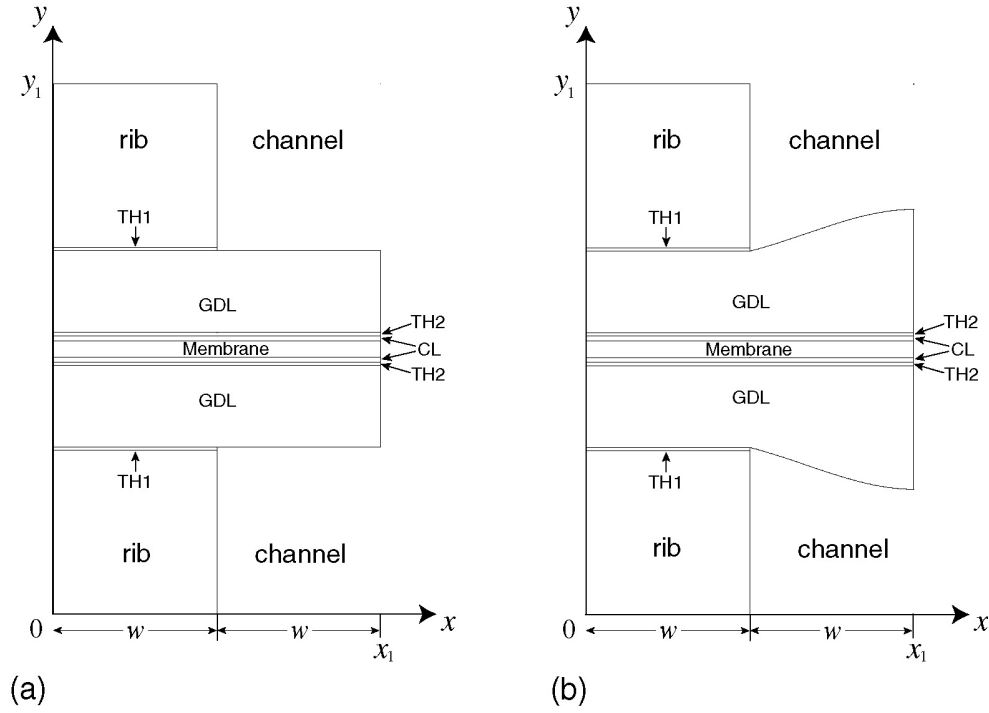 y
y1
rib
channel
TH1
GDL
TH2
Membrane
CL
TH2
GDL
TH1
rib
channel
0
w
w
x
x1
(a)
y
y1
rib
channel
TH1
GDL
TH2
Membrane
CL
TH2
GDL
TH1
rib
channel
0
w
w
x
x1
(b)